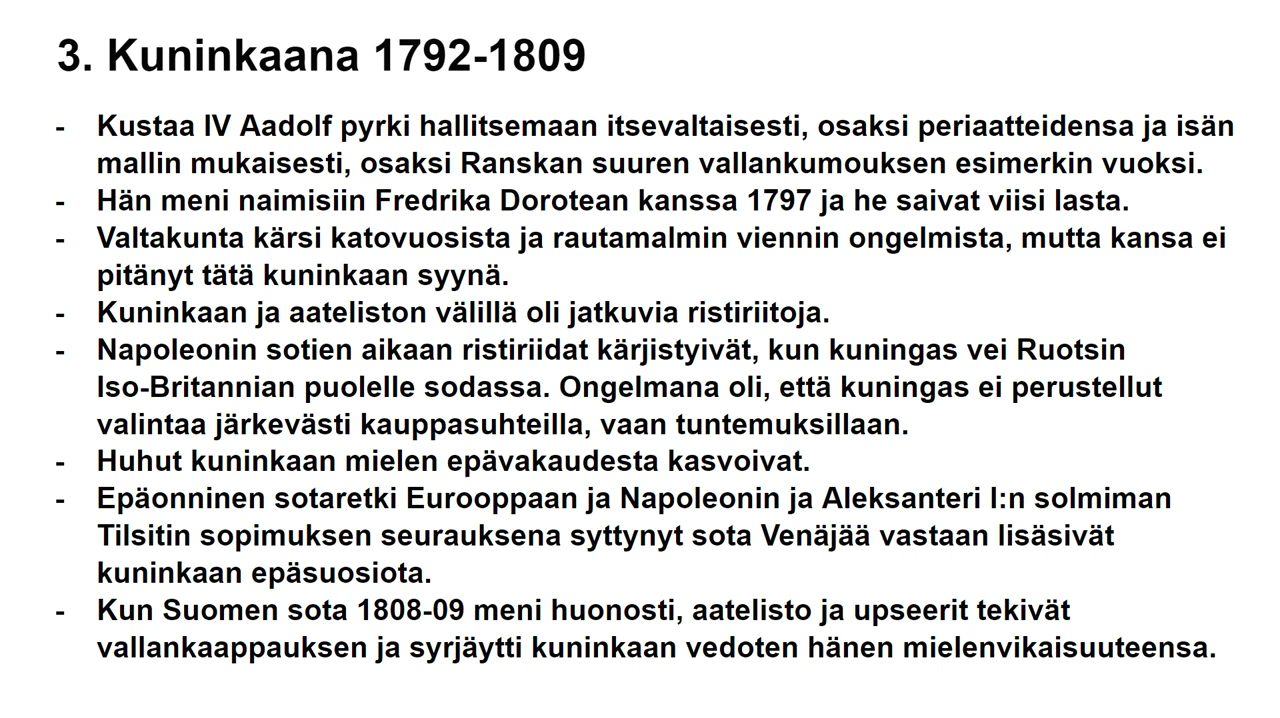 3. Kuninkaana 1792-1809
- Kustaa IV Aadolf pyrki hallitsemaan itsevaltaisesti, osaksi periaatteidensa ja isän
mallin mukaisesti, osaksi Ranskan suuren vallankumouksen esimerkin vuoksi.
- Hän meni naimisiin Fredrika Dorotean kanssa 1797 ja he saivat viisi lasta.
- Valtakunta kärsi katovuosista ja rautamalmin viennin ongelmista, mutta kansa ei
pitänyt tätä kuninkaan syynä.
- Kuninkaan ja aateliston välillä oli jatkuvia ristiriitoja.
- Napoleonin sotien aikaan ristiriidat kärjistyivät, kun kuningas vei Ruotsin
Iso-Britannian puolelle sodassa. Ongelmana oli, että kuningas ei perustellut
valintaa järkevästi kauppasuhteilla, vaan tuntemuksillaan.
- Huhut kuninkaan mielen epävakaudesta kasvoivat.
- Epäonninen sotaretki Eurooppaan ja Napoleonin ja Aleksanteri I:n solmiman
Tilsitin sopimuksen seurauksena syttynyt sota Venäjää vastaan lisäsivät
kuninkaan epäsuosiota.
- Kun Suomen sota 1808-09 meni huonosti, aatelisto ja upseerit tekivät
vallankaappauksen ja syrjäytti kuninkaan vedoten hänen mielenvikaisuuteensa.